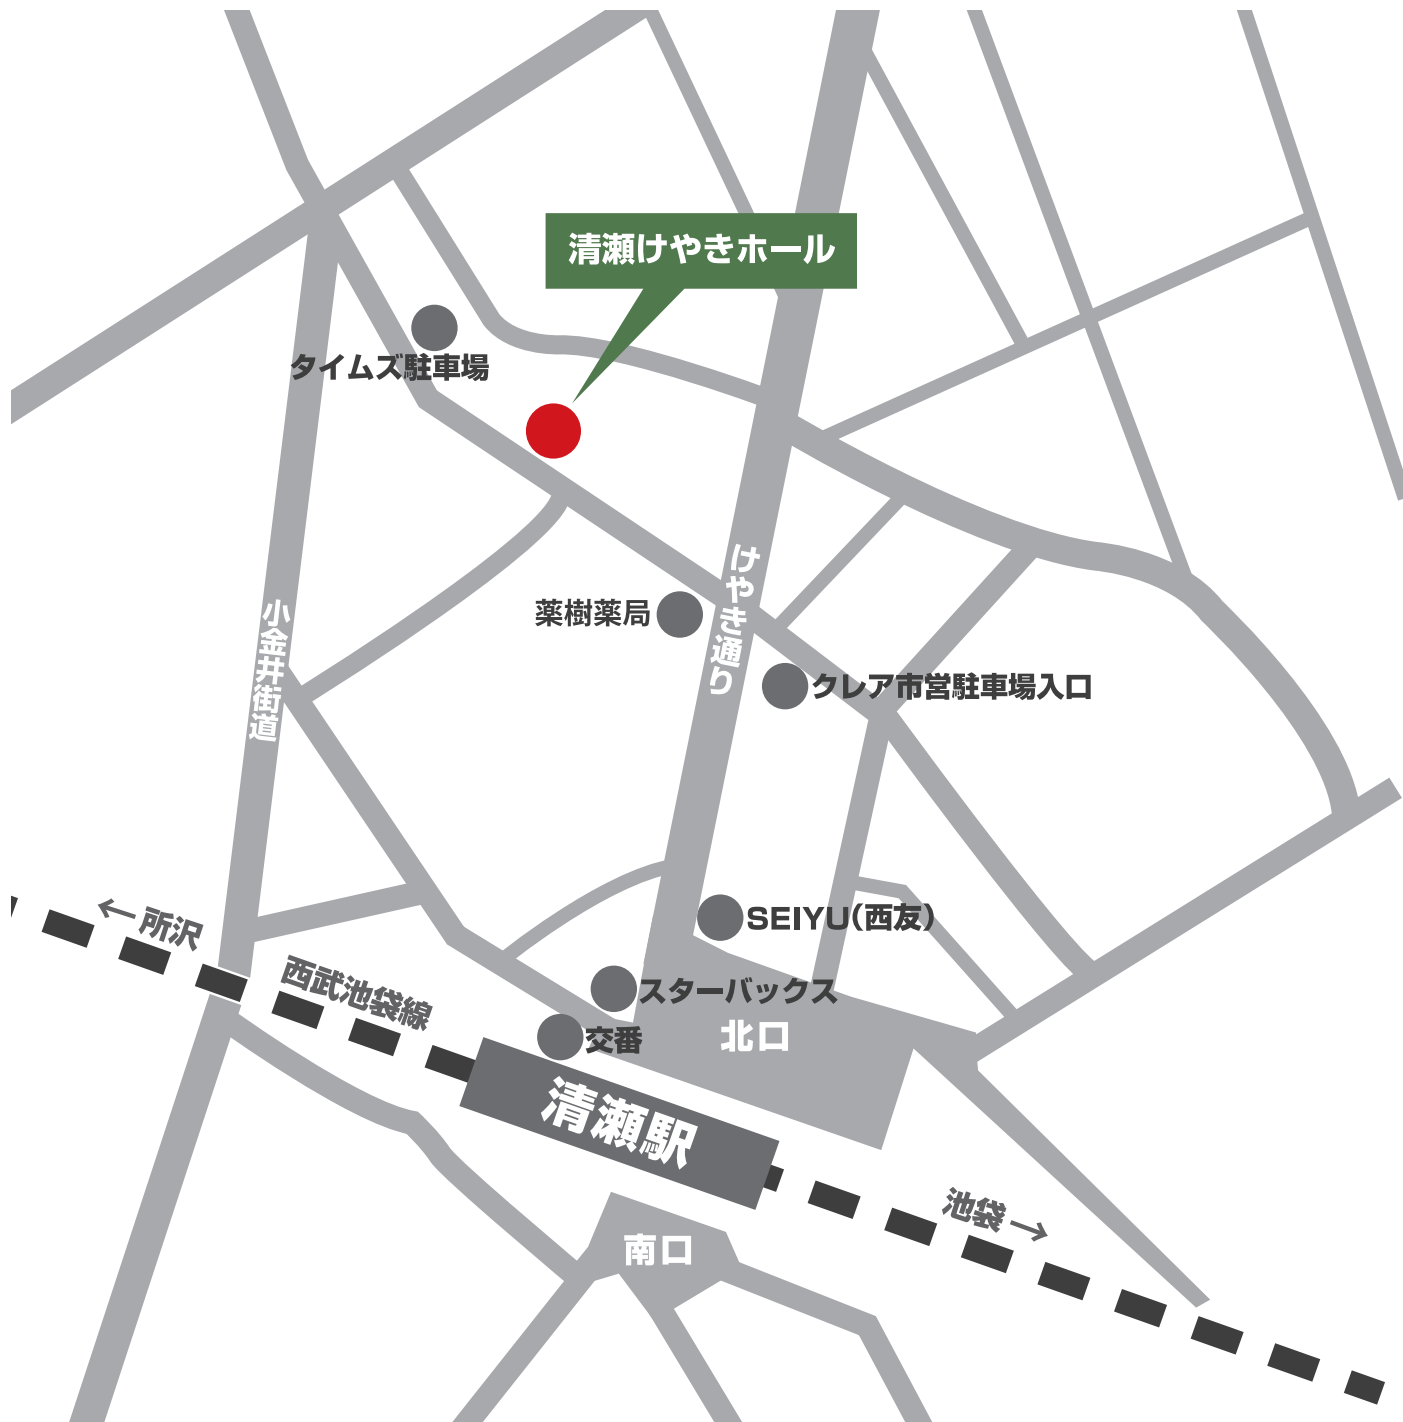 清瀬けやきホール
タイムズ駐車場
けやき通り
薬樹薬局
小金井街道
クレア市営駐車場入口
SEIYU(西友)
←所沢
西武池袋線
スターバックス
交番
北口
清瀬駅
池袋→
南口